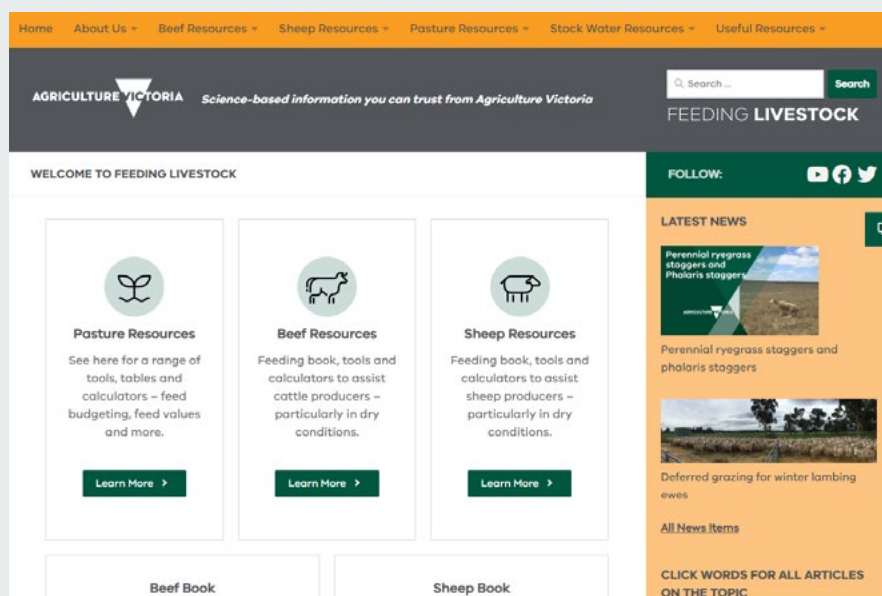 Home About Us Beef Resources Sheep Resources Pasture Resources Stock Water Resources Useful Resources
AGRICULTURE VICTORIA
Science-based information you can trust from Agriculture Victoria
Search ...
Search
FEEDING LIVESTOCK
WELCOME TO FEEDING LIVESTOCK
FOLLOW:
Pasture Resources
See here for a range of
tools, tables and
calculators – feed
budgeting, feed values
and more.
Learn More >
Beef Resources
Feeding book, tools and
calculators to assist
cattle producers –
particularly in dry
conditions.
Learn More >
Sheep Resources
Feeding book, tools and
calculators to assist
sheep producers –
particularly in dry
conditions.
Learn More >
Beef Book
Sheep Book
LATEST NEWS
Perennial ryegrass
staggers and
Phalaris staggers
AGRICULTURE VICTORIA
Perennial ryegrass staggers and
phalaris staggers
Deferred grazing for winter lambing
ewes
All News Items
CLICK WORDS FOR ALL ARTICLES
ON THE TOPIC